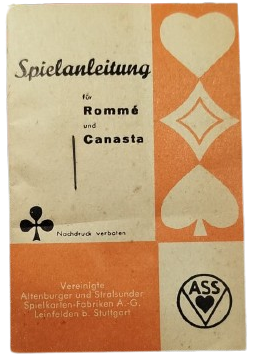 Spielanleitung
für
Rommé
und
Canasta
Nachdruck verboten
Vereinigte
Altenburger und Stralsunder
Spielkarten-Fabriken A.-G.
Leinfelden b. Stuttgart
ASS